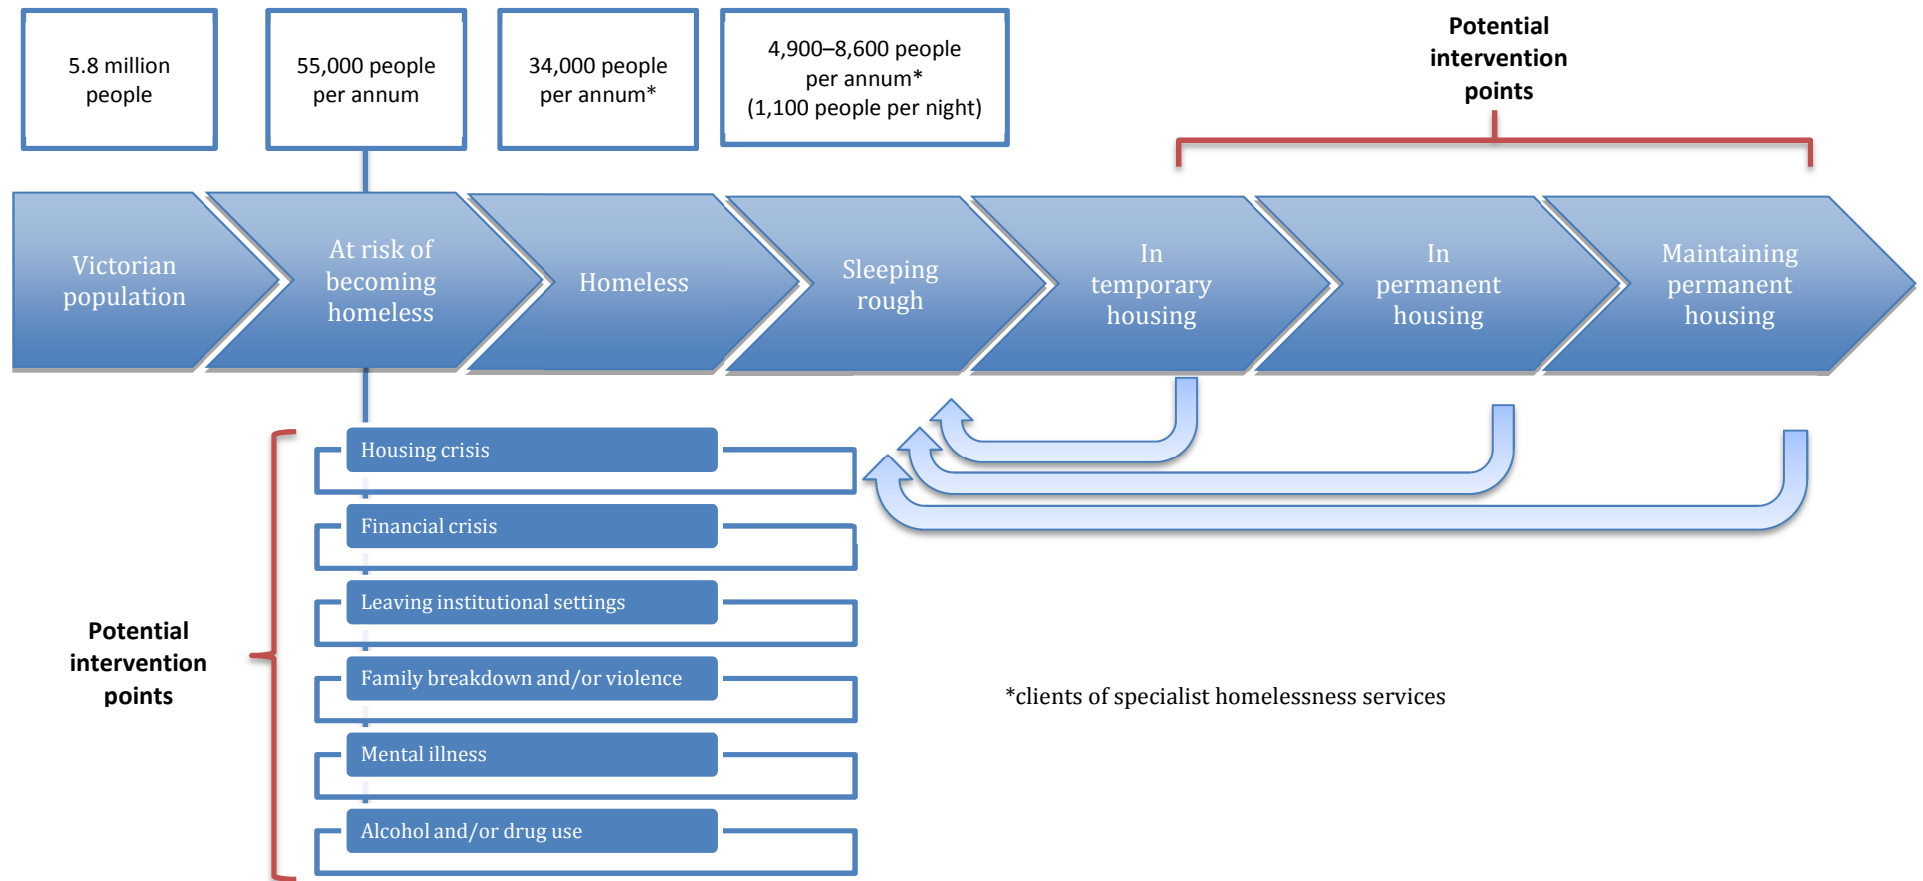 5.8 million
people
55,000 people
per annum
34,000 people
per annum*
4,900–8,600 people
per annum*
(1,100 people per night)
Potential
intervention
points
Victorian
population
At risk of
becoming
homeless
Homeless
Sleeping
rough
In
temporary
housing
In
permanent
housing
Maintaining
permanent
housing
Potential
intervention
points
Housing crisis
Financial crisis
Leaving institutional settings
Family breakdown and/or violence
Mental illness
Alcohol and/or drug use
*clients of specialist homelessness services